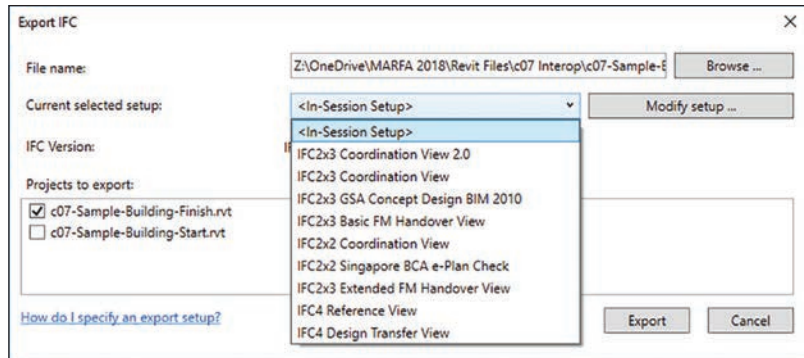 Export IFC
File name:
Z:\OneDrive\MARFA 2018\Revit Files\c07 Interop\c07-Sample-E
Browse ...
Current selected setup:
<In-Session Setup>
Modify setup ...
<In-Session Setup>
IFC Version:
IFC2x3 Coordination View 2.0
IFC2x3 Coordination View
Projects to export:
IFC2x3 GSA Concept Design BIM 2010
c07-Sample-Building-Finish.rvt
IFC2x3 Basic FM Handover View
c07-Sample-Building-Start.rvt
IFC2x2 Coordination View
IFC2x2 Singapore BCA e-Plan Check
IFC2x3 Extended FM Handover View
IFC4 Reference View
IFC4 Design Transfer View
How do I specify an export setup?
Export
Cancel